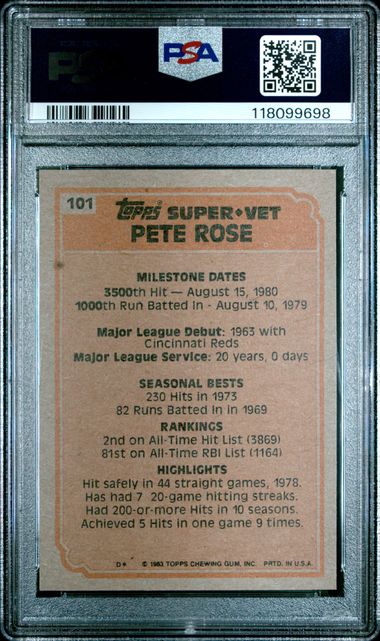 PSA
118099698
101
Topps SUPER•VET
PETE ROSE
MILESTONE DATES
3500th Hit — August 15, 1980
1000th Run Batted In - August 10, 1979
Major League Debut: 1963 with
Cincinnati Reds
Major League Service: 20 years, 0 days
SEASONAL BESTS
230 Hits in 1973
82 Runs Batted In in 1969
RANKINGS
2nd on All-Time Hit List (3869)
81st on All-Time RBI List (1164)
HIGHLIGHTS
Hit safely in 44 straight games, 1978.
Has had 7 20-game hitting streaks.
Had 200-or-more Hits in 10 seasons.
Achieved 5 Hits in one game 9 times.
D* © 1983 TOPPS CHEWING GUM, INC. PRTD. IN U.S.A.